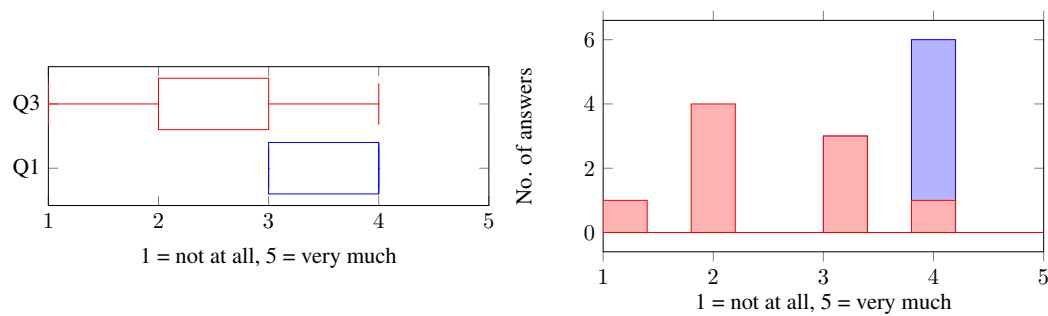 Q3
Q1
1 2 3 4 5
1 = not at all, 5 = very much
No. of answers
6
4
2
0
1 2 3 4 5
1 = not at all, 5 = very much